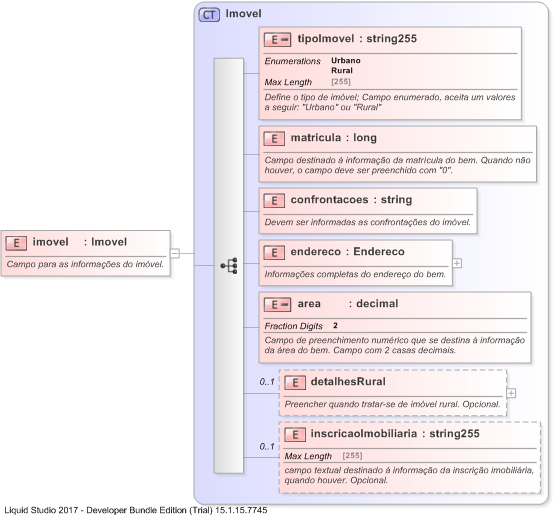 CT Imovel
E tipoImovel : string255
Enumerations Urbano
Rural
Max Length [255]
Define o tipo de imóvel; Campo enumerado, aceita um valores
a seguir: "Urbano" ou "Rural"
E matricula : long
Campo destinado á informação da matrícula do bem. Quando não
houver, o campo deve ser preenchido com "0".
E confrontacoes : string
Devem ser informadas as confrontações do imóvel.
E imovel : Imovel
Campo para as informações do imóvel.
E endereco : Endereco
Informações completas do endereço do bem.
E area : decimal
Fraction Digits 2
Campo de preenchimento numérico que se destina á informação
da área do bem. Campo com 2 casas decimais.
0..1
E detalhesRural
Preencher quando tratar-se de imóvel rural. Opcional.
0..1
E inscricaoImobiliaria : string255
Max Length [255]
campo textual destinado á informação da inscrição imobiliária,
quando houver. Opcional.
Liquid Studio 2017 - Developer Bundle Edition (Trial) 15.1.15.7745